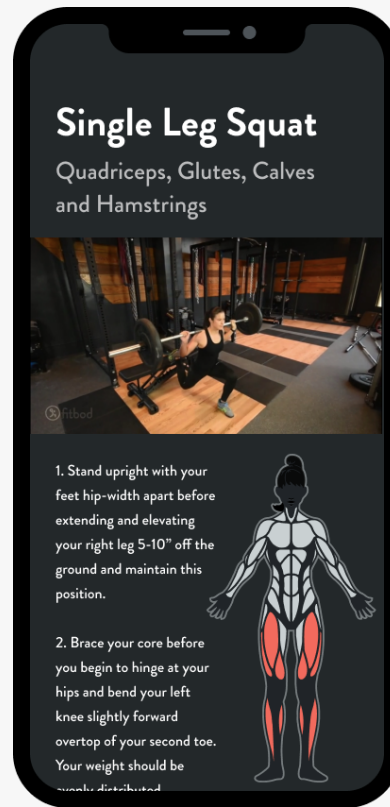 Single Leg Squat
Quadriceps, Glutes, Calves
and Hamstrings
fitbod
1. Stand upright with your
feet hip-width apart before
extending and elevating
your right leg 5-10” off the
ground and maintain this
position.
2. Brace your core before
you begin to hinge at your
hips and bend your left
knee slightly forward
overtop of your second toe.
Your weight should be
evenly distributed